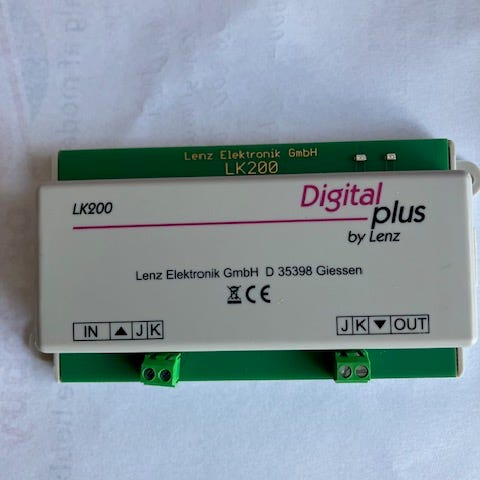 Lenz Elektronik GmbH
LK200
LK200
Digital
plus
by Lenz
Lenz Elektronik GmbH D 35398 Giessen
CE
IN ▲ J K
J K ▼ OUT